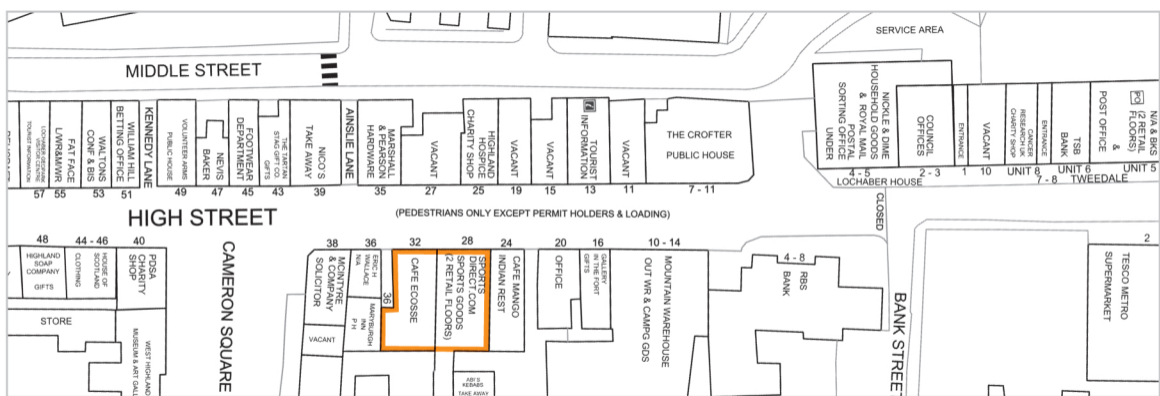 SERVICE AREA
MIDDLE STREET
LOCHABER GEOPARK
VISITOR CENTRE
TOURIST INFORMATION
57
FAT FACE
L/WR&M/WR
55
WALTONS
CONF & BIS
53
WILLIAM HILL
BETTING OFFICE
51
KENNEDY LANE
VOLUNTEER ARMS
PUBLIC HOUSE
49
NEVIS
BAKER
47
FOOTWEAR
DEPARTMENT
45
THE TARTAN
STAG GIFT CO.
GIFTS
43
NICO'S
TAKE AWAY
39
AINSLIE LANE
MARSHALL
& PEARSON
HARDWARE
35
VACANT
27
HIGHLAND
HOSPICE
CHARITY SHOP
25
VACANT
19
VACANT
15
i
TOURIST
INFORMATION
13
VACANT
11
THE CROFTER
PUBLIC HOUSE
7 - 11
NICKLE & DIME
HOUSEHOLD GOODS
& ROYAL MAIL
POSTAL
SORTING OFFICE
UNDER
4 - 5
COUNCIL
OFFICES
2 - 3
ENTRANCE
1
VACANT
10
CANCER
RESEARCH UK
CHARITY SHOP
UNIT 8
ENTRANCE
TSB
BANK
UNIT 6
POST OFFICE
&
PO
N/A & BKS
(2 RETAIL
FLOORS)
UNIT 5
LOCHABER HOUSE
7 - 8
TWEEDALE
HIGH STREET
(PEDESTRIANS ONLY EXCEPT PERMIT HOLDERS & LOADING)
CLOSED
48
HIGHLAND
SOAP
COMPANY
GIFTS
44 - 46
HOUSE OF
SCOTLAND
CLOTHING
40
PDSA
CHARITY
SHOP
STORE
WEST HIGHLAND
MUSEUM & ART GALL
CAMERON SQUARE
38
MCINTYRE
& COMPANY
SOLICITOR
VACANT
36
ERIC H
WALLACE
N/A
36
MARYBURGH
INN
P H
32
CAFE ECOSSE
28
SPORTS
DIRECT.COM
SPORTS GOODS
(2 RETAIL FLOORS)
24
CAFE MANGO
INDIAN REST
ABI'S
KEBABS
TAKE AWAY
20
OFFICE
16
GALLERY
IN THE FORT
GIFTS
10 - 14
MOUNTAIN WAREHOUSE
OUT WR & CAMPG GDS
4 - 8
RBS
BANK
BANK STREET
2
TESCO METRO
SUPERMARKET